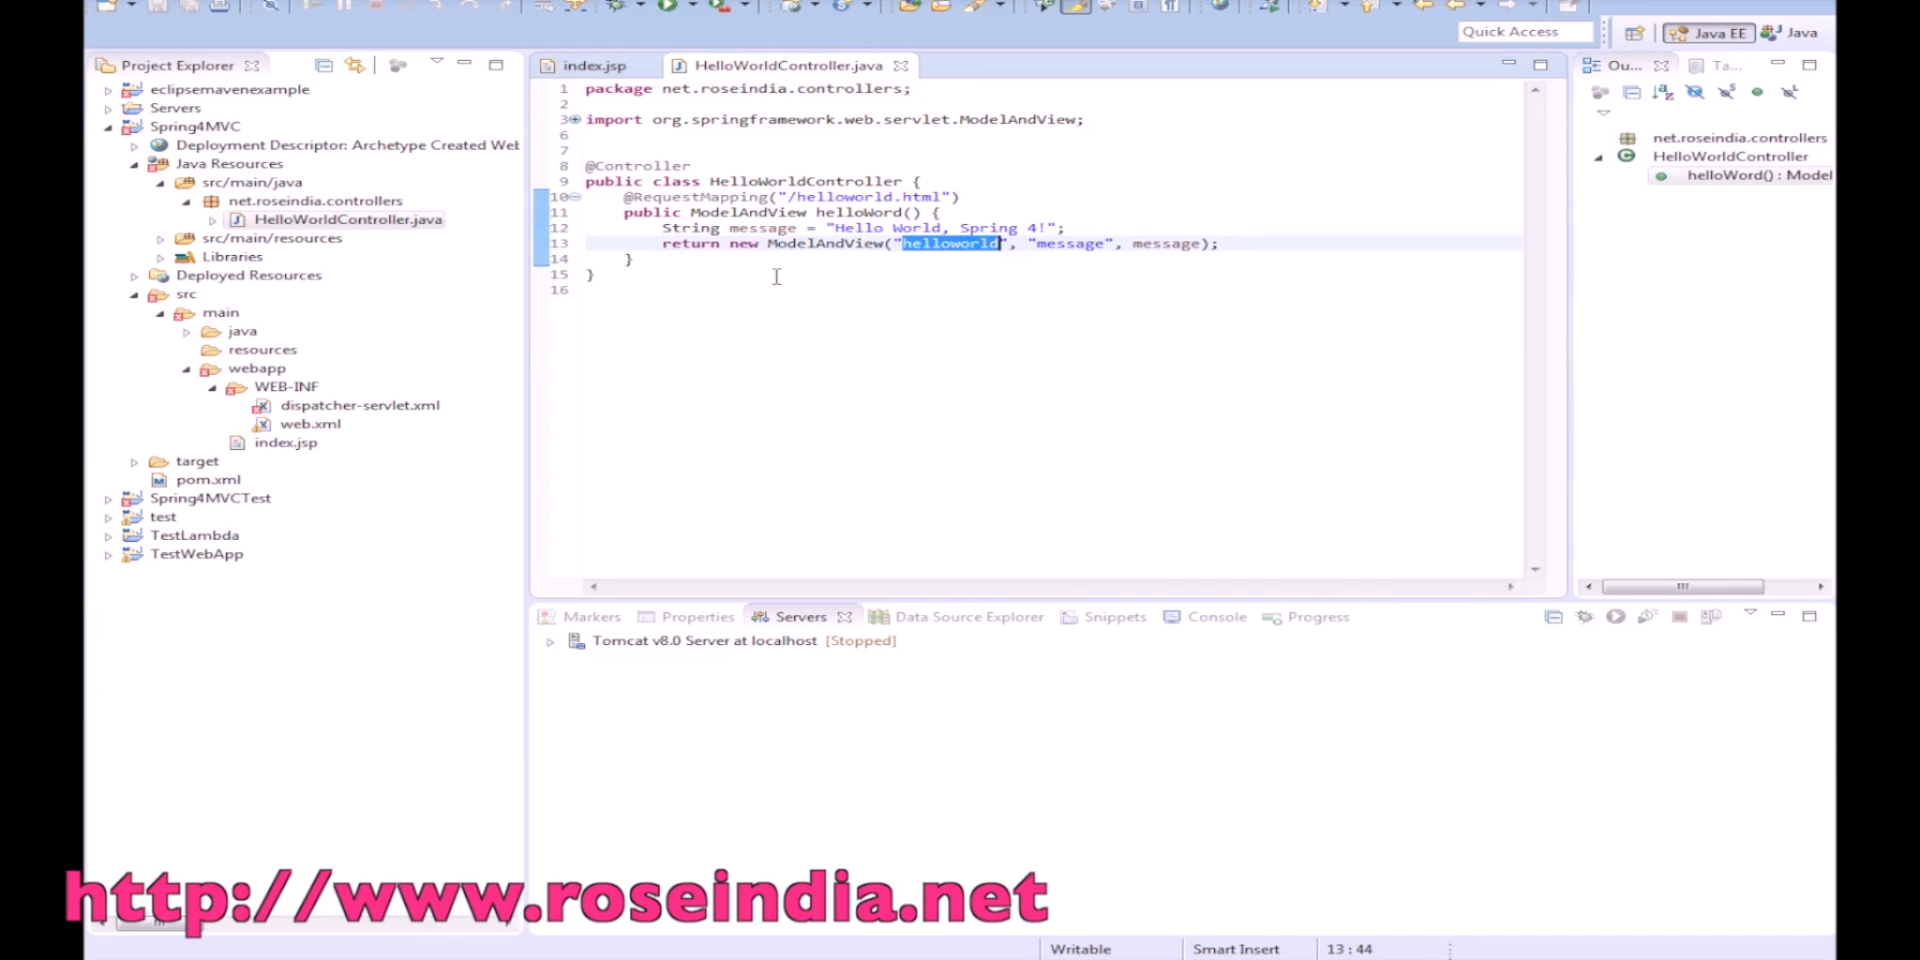 Quick Access
Java EE
Java
Project Explorer
eclipsemavenexample
Servers
Spring4MVC
Deployment Descriptor: Archetype Created Web
Java Resources
src/main/java
net.roseindia.controllers
HelloWorldController.java
src/main/resources
Libraries
Deployed Resources
src
main
java
resources
webapp
WEB-INF
dispatcher-servlet.xml
web.xml
index.jsp
target
pom.xml
Spring4MVCTest
test
TestLambda
TestWebApp
index.jsp
HelloWorldController.java
1 package net.roseindia.controllers;
2
3 import org.springframework.web.servlet.ModelAndView;
6
7
8 @Controller
9 public class HelloWorldController {
10 @RequestMapping("/helloworld.html")
11 public ModelAndView helloWord() {
12 String message = "Hello World, Spring 4!";
13 return new ModelAndView("helloworld", "message", message);
14 }
15 }
16
Ou...
Ta...
net.roseindia.controllers
HelloWorldController
helloWord() : Model
Markers
Properties
Servers
Data Source Explorer
Snippets
Console
Progress
Tomcat v8.0 Server at localhost [Stopped]
http://www.roseindia.net
Writable
Smart Insert
13 : 44